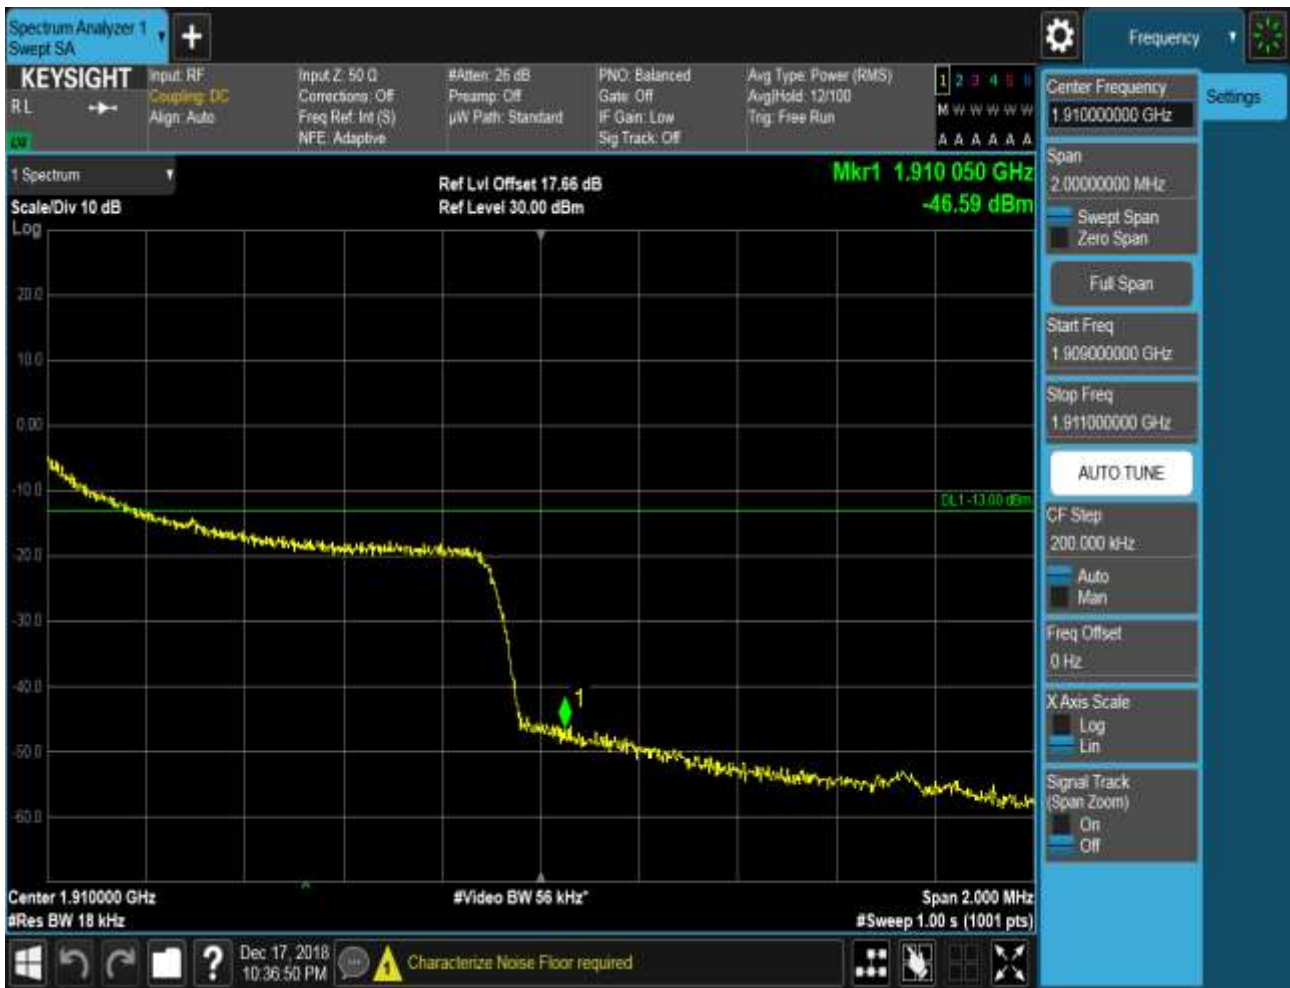 Spectrum Analyzer 1
Swept SA
Frequency
KEYSIGHT
R L
Input: RF
Coupling: DC
Align: Auto
Input Z: 50 Ω
Corrections: Off
Freq Ref: Int (S)
NFE: Adaptive
#Atten: 26 dB
Preamp: Off
µW Path: Standard
PNO: Balanced
Gate: Off
IF Gain: Low
Sig Track: Off
Avg Type: Power (RMS)
Avg|Hold: 12/100
Trig: Free Run
1 2 3 4 5 6
M W W W W W
A A A A A A
1 Spectrum
Scale/Div 10 dB
Log
Ref Lvl Offset 17.66 dB
Ref Level 30.00 dBm
Mkr1 1.910 050 GHz
-46.59 dBm
20.0
10.0
0.00
-10.0
-20.0
-30.0
-40.0
-50.0
-60.0
DL1 -13.00 dBm
1
Center 1.910000 GHz
#Res BW 18 kHz
#Video BW 56 kHz*
Span 2.000 MHz
#Sweep 1.00 s (1001 pts)
Center Frequency
1.910000000 GHz
Settings
Span
2.00000000 MHz
Swept Span
Zero Span
Full Span
Start Freq
1.909000000 GHz
Stop Freq
1.911000000 GHz
AUTO TUNE
CF Step
200.000 kHz
Auto
Man
Freq Offset
0 Hz
X Axis Scale
Log
Lin
Signal Track
(Span Zoom)
On
Off
?
Dec 17, 2018
10:36:50 PM
1
Characterize Noise Floor required